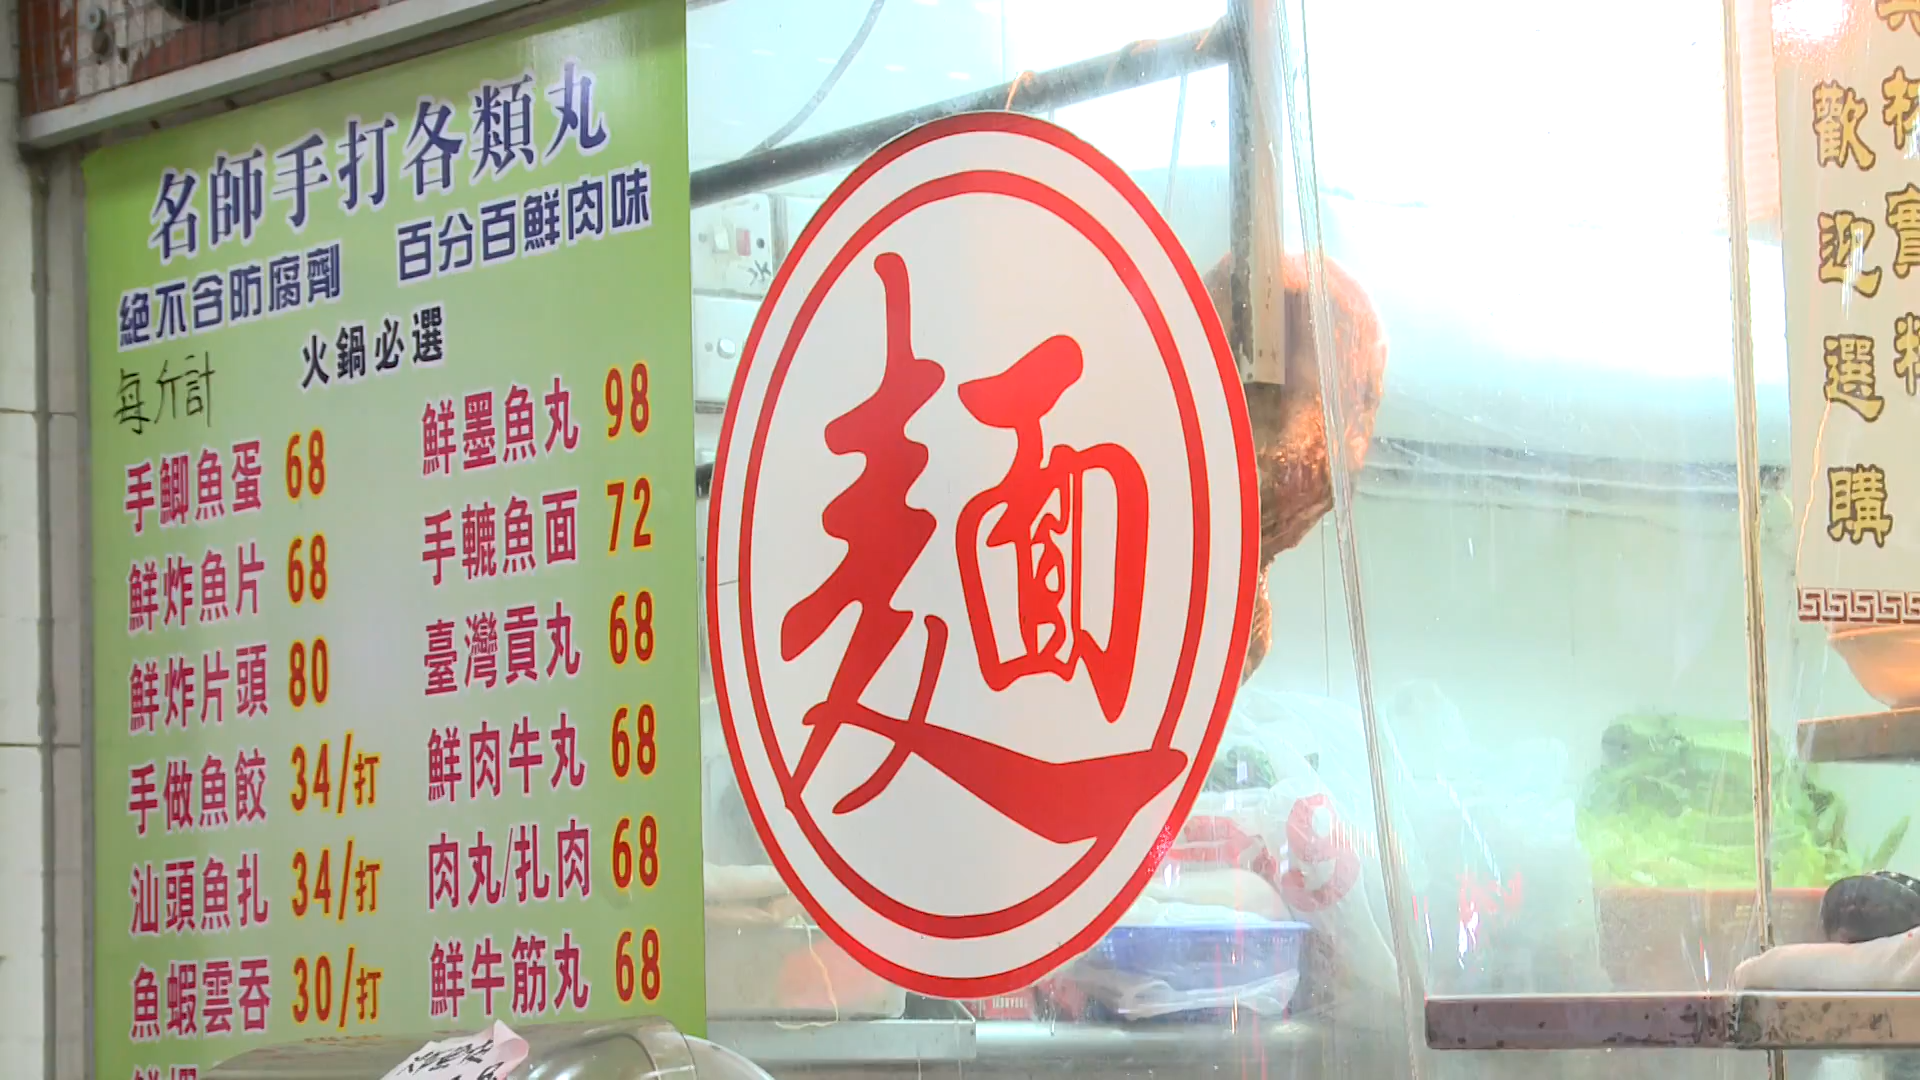 名師手打各類丸
絕不含防腐劑 百分百鮮肉味
火鍋必選
每斤計
手鯽魚蛋 68
鮮炸魚片 68
鮮炸片頭 80
手做魚餃 34/打
汕頭魚扎 34/打
魚蝦雲吞 30/打
鮮墨魚丸 98
手轆魚面 72
臺灣貢丸 68
鮮肉牛丸 68
肉丸/扎肉 68
鮮牛筋丸 68
麵
歡迎選購